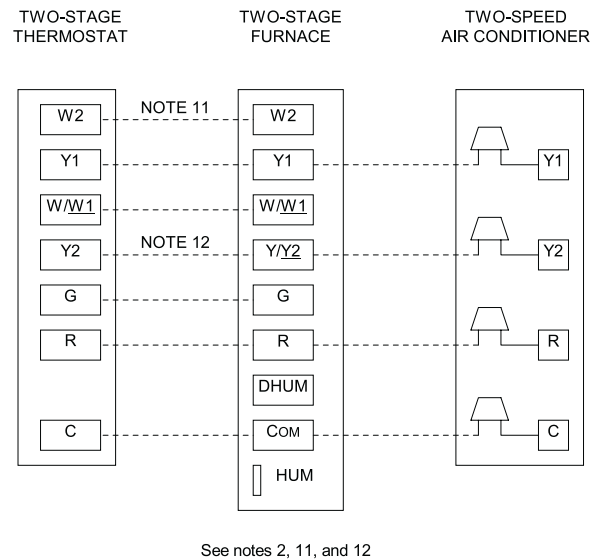 TWO-STAGE THERMOSTAT
TWO-STAGE FURNACE
TWO-SPEED AIR CONDITIONER
W2 NOTE 11 W2
Y1 Y1 Y1
W/W1 W/W1
Y2 NOTE 12 Y/Y2 Y2
G G
R R R
DHUM
C COM C
HUM
See notes 2, 11, and 12